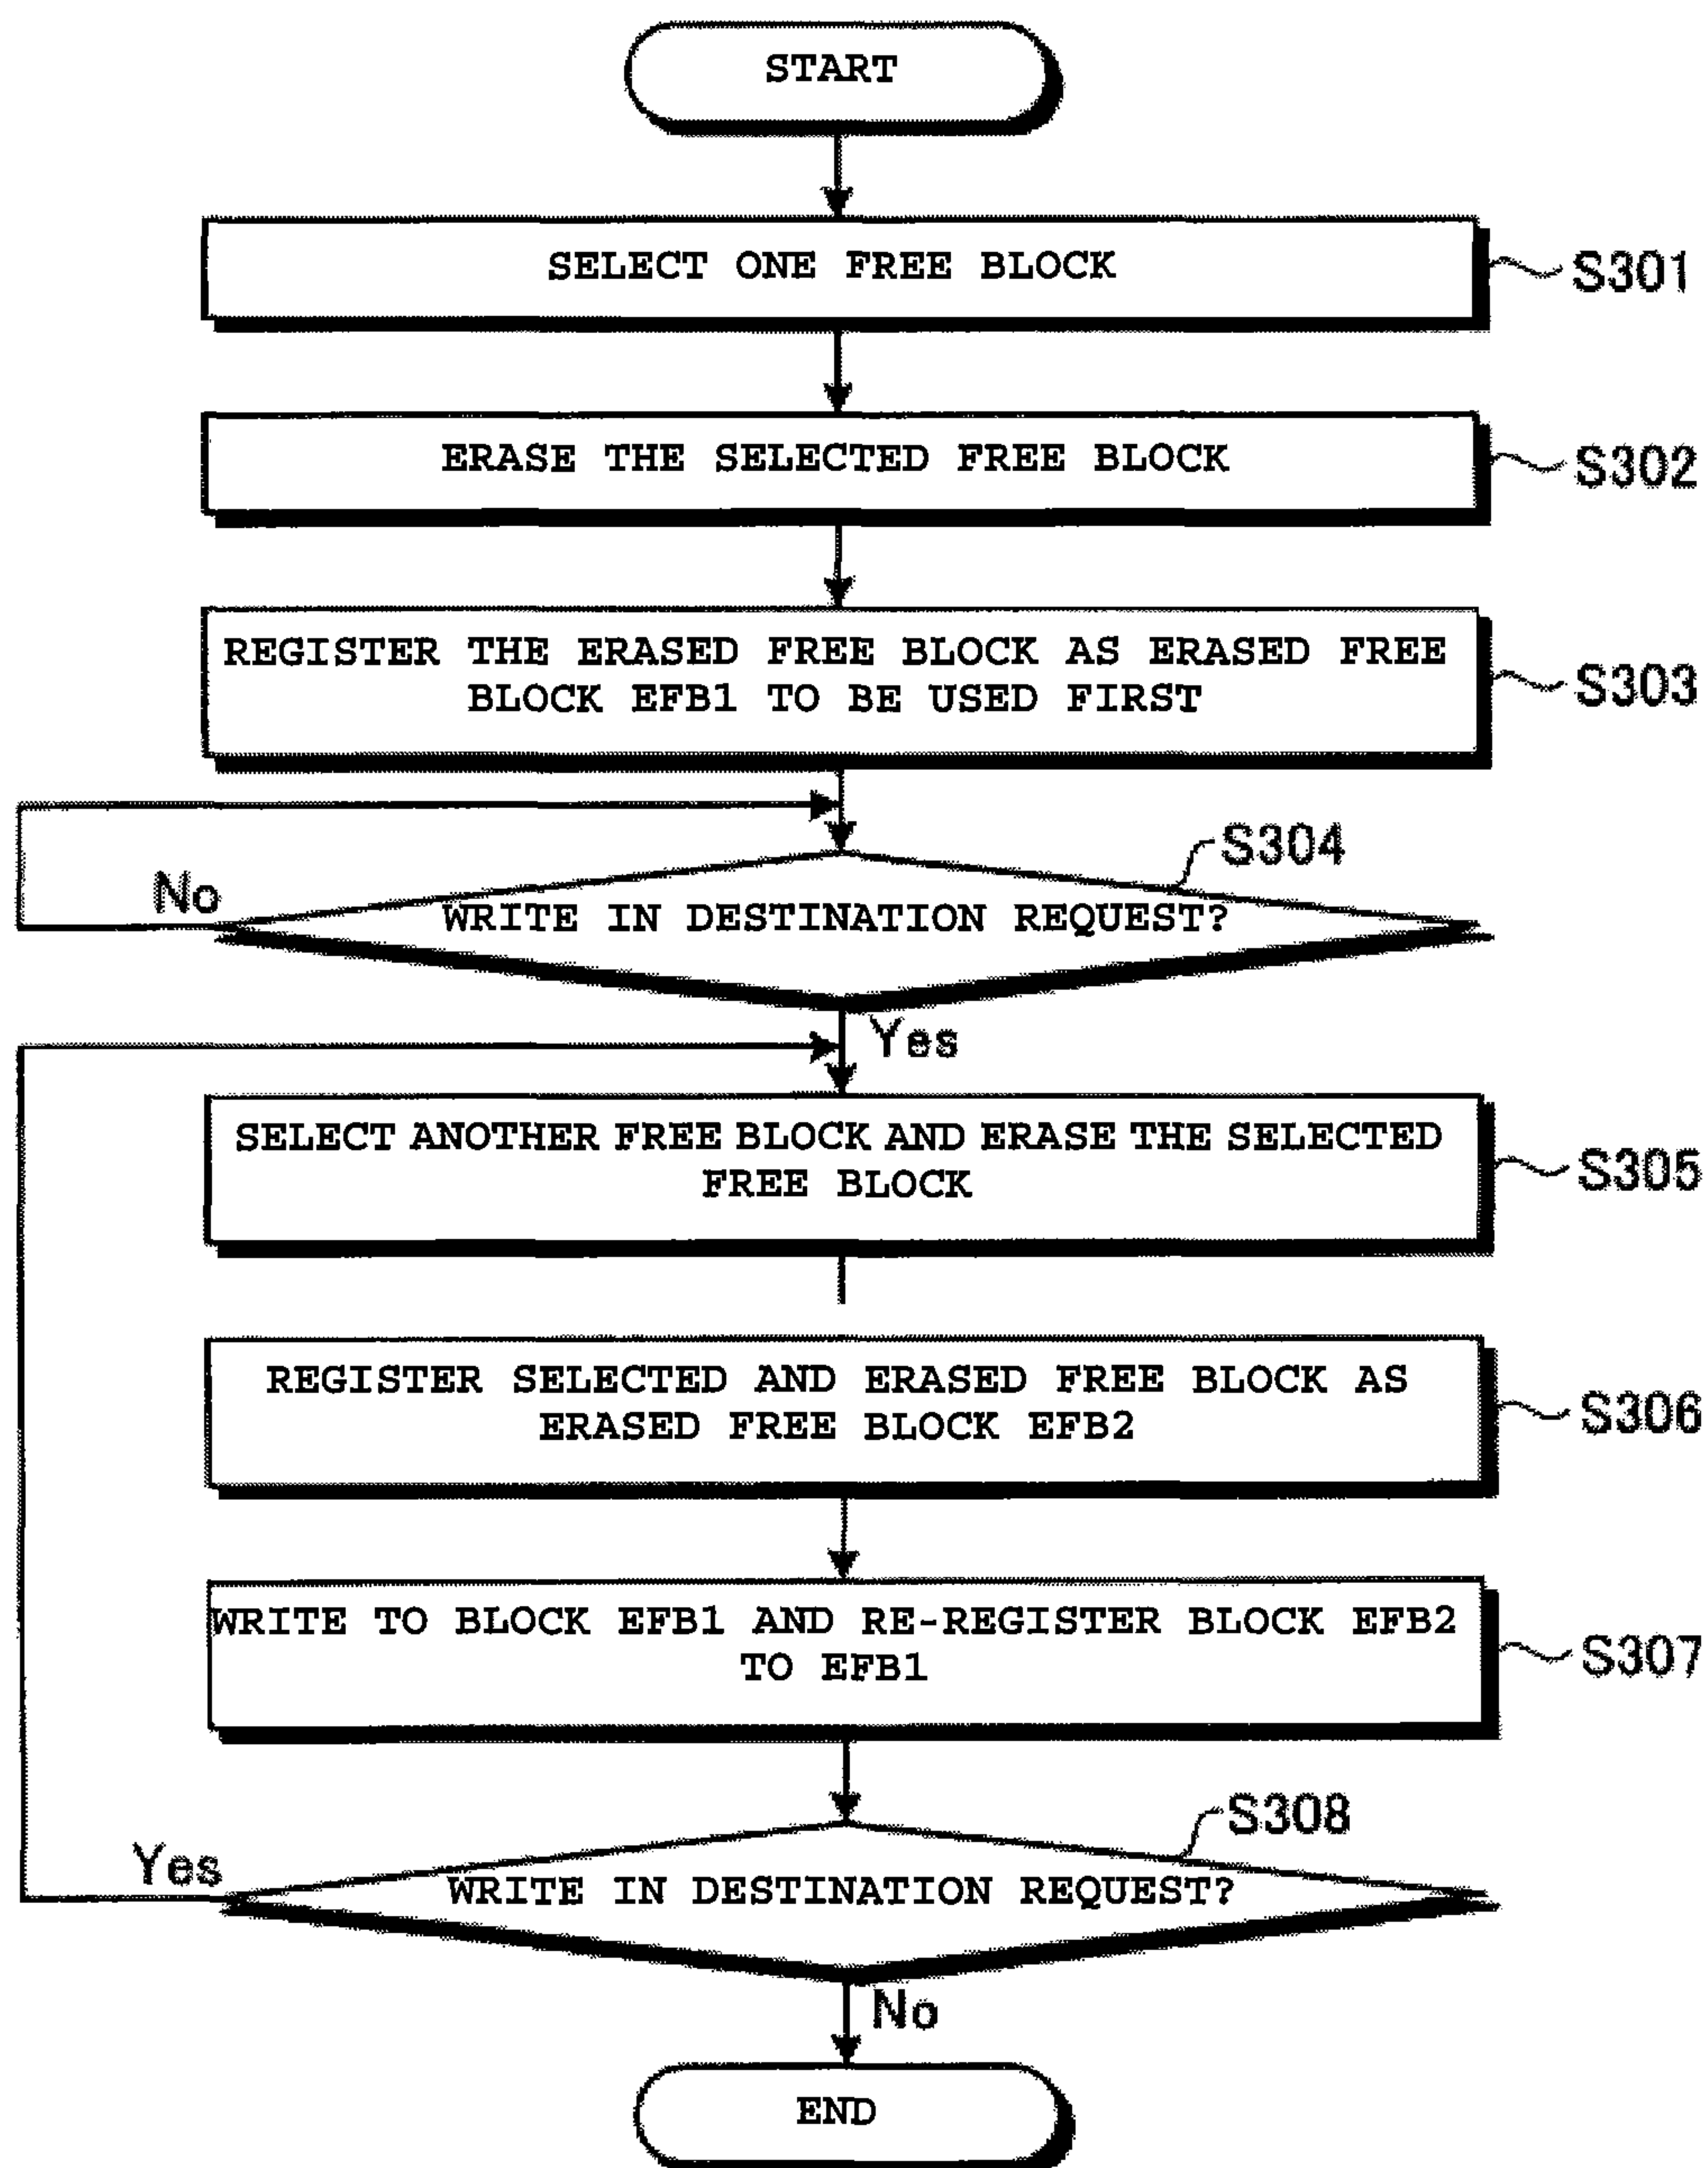 START
SELECT ONE FREE BLOCK
S301
ERASE THE SELECTED FREE BLOCK
S302
REGISTER THE ERASED FREE BLOCK AS ERASED FREE
BLOCK EFB1 TO BE USED FIRST
S303
S304
No
WRITE IN DESTINATION REQUEST?
Yes
SELECT ANOTHER FREE BLOCK AND ERASE THE SELECTED
FREE BLOCK
S305
REGISTER SELECTED AND ERASED FREE BLOCK AS
ERASED FREE BLOCK EFB2
S306
WRITE TO BLOCK EFB1 AND RE-REGISTER BLOCK EFB2
TO EFB1
S307
S308
Yes
WRITE IN DESTINATION REQUEST?
No
END